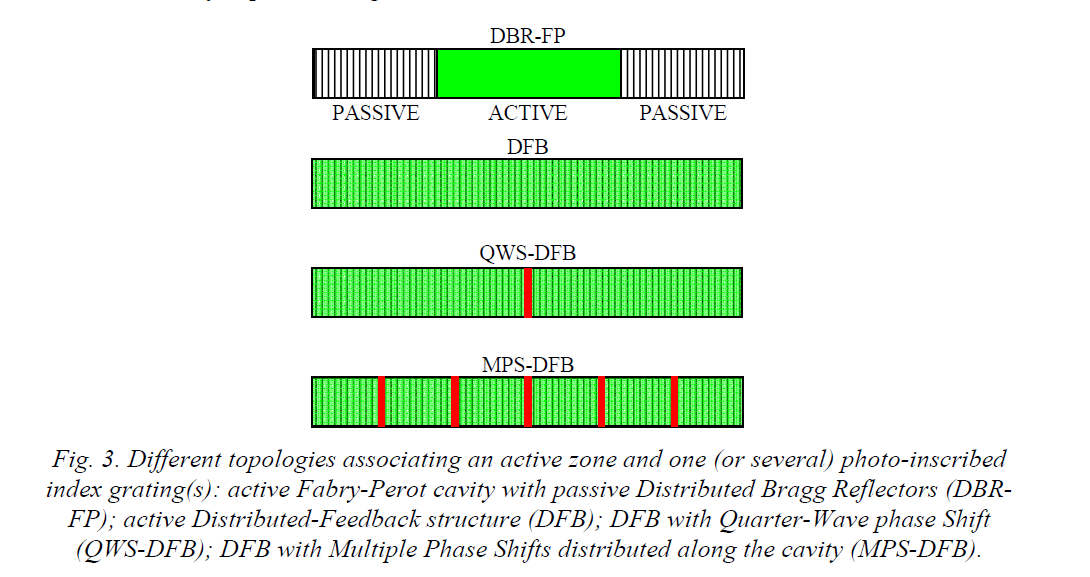 DBR-FP
PASSIVE ACTIVE PASSIVE
DFB
QWS-DFB
MPS-DFB
Fig. 3. Different topologies associating an active zone and one (or several) photo-inscribed
index grating(s): active Fabry-Perot cavity with passive Distributed Bragg Reflectors (DBR-
FP); active Distributed-Feedback structure (DFB); DFB with Quarter-Wave phase Shift
(QWS-DFB); DFB with Multiple Phase Shifts distributed along the cavity (MPS-DFB).